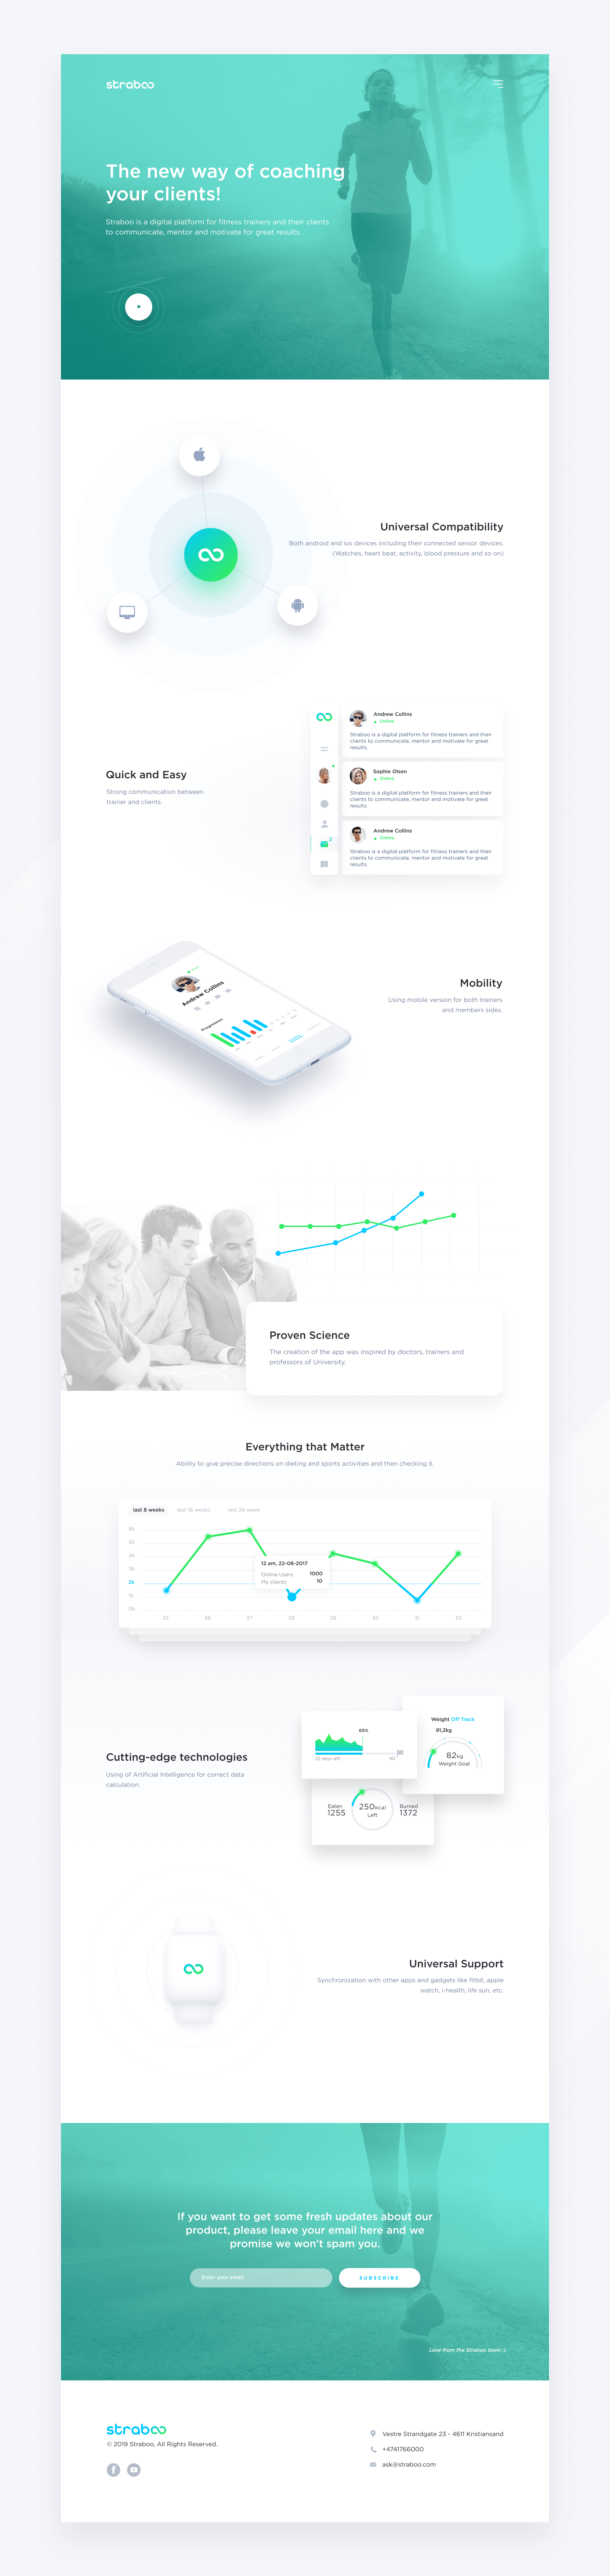 straboo
The new way of coaching
your clients!
Straboo is a digital platform for fitness trainers and their clients
to communicate, mentor and motivate for great results.
Universal Compatibility
Both android and ios devices including their connected sensor devices.
(Watches, heart beat, activity, blood pressure and so on)
Quick and Easy
Strong communication between
trainer and clients.
2
Andrew Collins
Online
Straboo is a digital platform for fitness trainers and their
clients to communicate, mentor and motivate for great
results.
Sophie Olsen
Online
Straboo is a digital platform for fitness trainers and their
clients to communicate, mentor and motivate for great
results.
Andrew Collins
Online
Straboo is a digital platform for fitness trainers and their
clients to communicate, mentor and motivate for great
results.
Andrew Collins
Progression
Mobility
Using mobile version for both trainers
and members sides.
Proven Science
The creation of the app was inspired by doctors, trainers and
professors of University.
Everything that Matter
Ability to give precise directions on dieting and sports activities and then checking it.
last 8 weeks last 16 weeks last 24 week
6k
5k
4k
3k
2k
1k
0k
12 am, 22-08-2017
Online Users 1000
My clients 10
25 26 27 28 29 30 31 32
Cutting-edge technologies
Using of Artificial Intelligence for correct data
calculation.
65%
22 days left 90
Weight Off Track
91,2kg
82kg
Weight Goal
Eaten
1255
250kcal
Left
Burned
1372
Universal Support
Synchronization with other apps and gadgets like fitbit, apple
watch, i-health, life sun, etc.
If you want to get some fresh updates about our
product, please leave your email here and we
promise we won't spam you.
Enter your email
SUBSCRIBE
Love from the Straboo team :)
straboo
© 2019 Straboo, All Rights Reserved.
Vestre Strandgate 23 - 4611 Kristiansand
+4741766000
ask@straboo.com